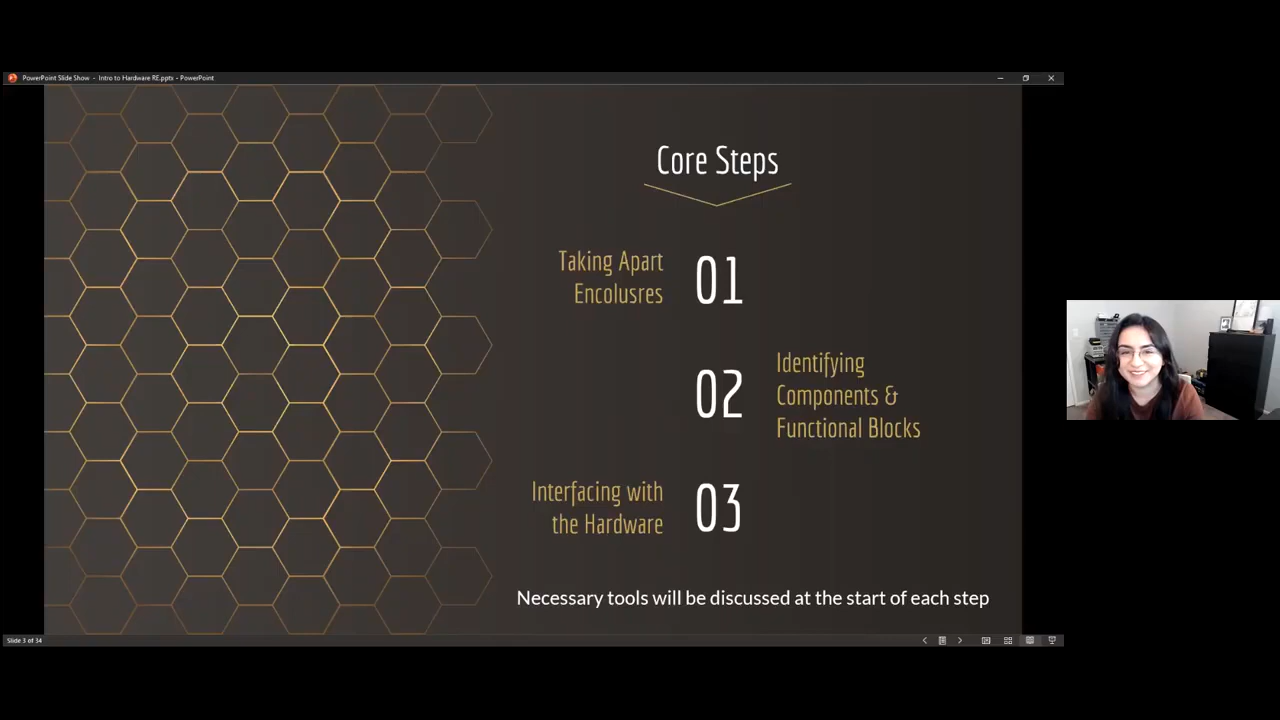 PowerPoint Slide Show - Intro to Hardware RE.pptx - PowerPoint
Core Steps
Taking Apart
Encolusres
01
02
Identifying
Components &
Functional Blocks
Interfacing with
the Hardware
03
Necessary tools will be discussed at the start of each step
Slide 3 of 34